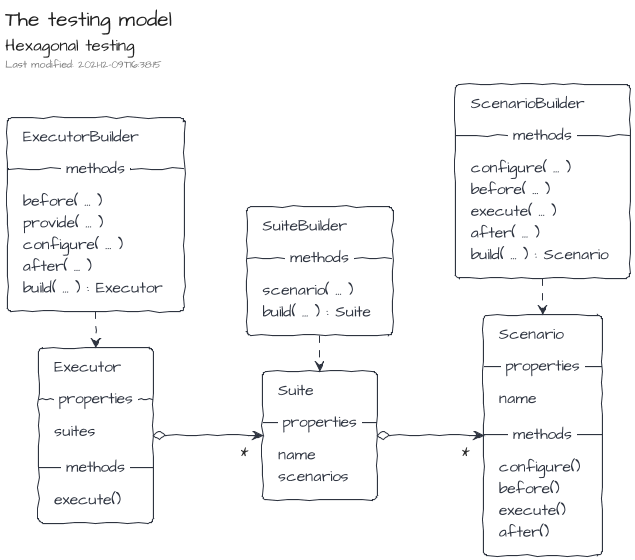 The testing model
Hexagonal testing
Last modified: 2021-12-09T16:38:15
ExecutorBuilder
methods
before( ... )
provide( ... )
configure( ... )
after( ... )
build( ... ) : Executor
SuiteBuilder
methods
scenario( ... )
build( ... ) : Suite
ScenarioBuilder
methods
configure( ... )
before( ... )
execute( ... )
after( ... )
build( ... ) : Scenario
Executor
properties
suites
methods
execute()
*
Suite
properties
name
scenarios
*
Scenario
properties
name
methods
configure()
before()
execute()
after()